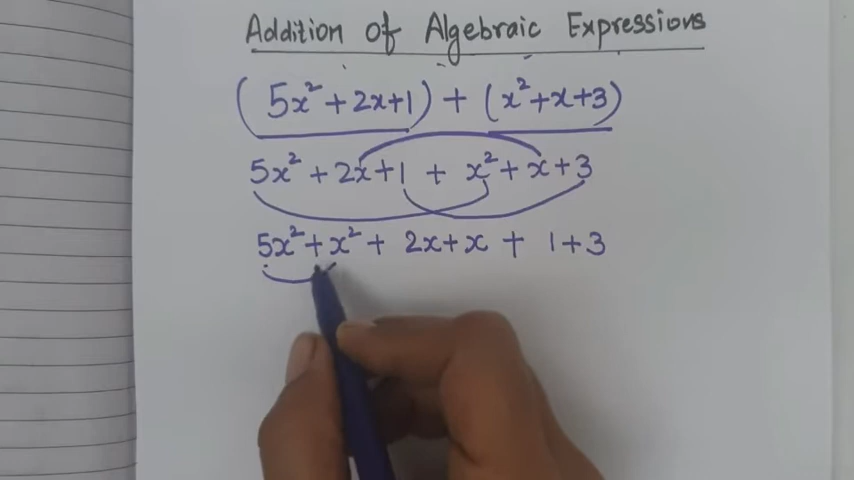 Addition of Algebraic Expressions
(5x²+2x+1) + (x²+x+3)
5x² + 2x+1 + x²+x+3
5x²+x²+ 2x+x + 1+3